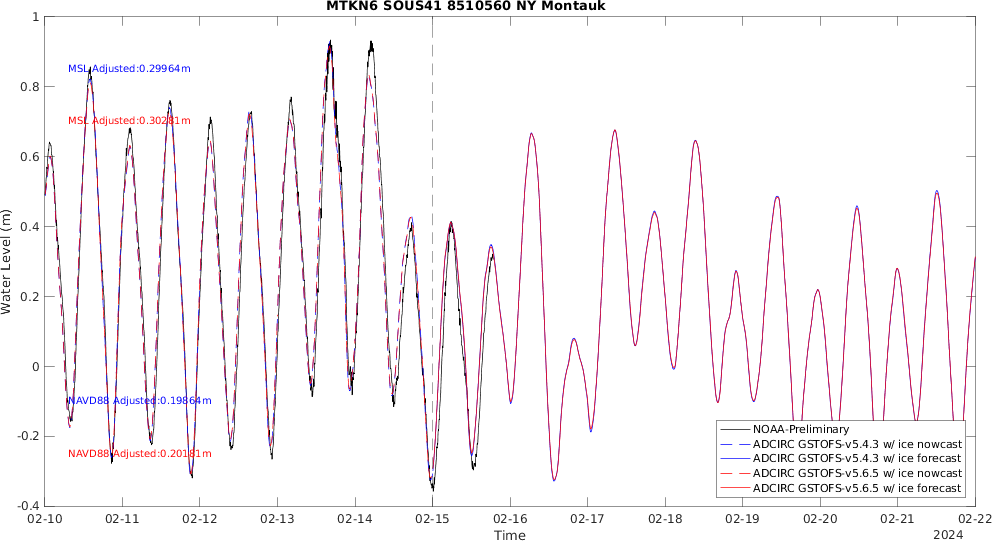 MTKN6 SOUS41 8510560 NY Montauk
1
0.8
0.6
0.4
0.2
0
-0.2
-0.4
Water Level (m)
MSL Adjusted:0.29964m
MSL Adjusted:0.30281m
NAVD88 Adjusted:0.19864m
NAVD88 Adjusted:0.20181m
NOAA-Preliminary
ADCIRC GSTOFS-v5.4.3 w/ ice nowcast
ADCIRC GSTOFS-v5.4.3 w/ ice forecast
ADCIRC GSTOFS-v5.6.5 w/ ice nowcast
ADCIRC GSTOFS-v5.6.5 w/ ice forecast
02-10 02-11 02-12 02-13 02-14 02-15 02-16 02-17 02-18 02-19 02-20 02-21 02-22
Time
2024